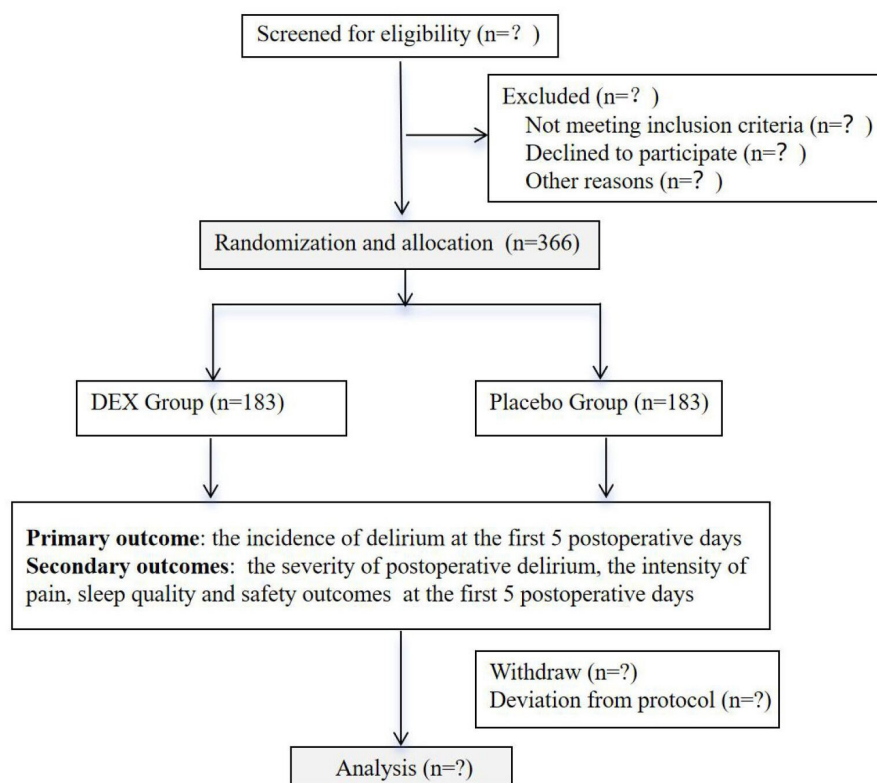 Screened for eligibility (n=？)
Excluded (n=？)
Not meeting inclusion criteria (n=？)
Declined to participate (n=？)
Other reasons (n=？)
Randomization and allocation (n=366)
DEX Group (n=183)
Placebo Group (n=183)
Primary outcome: the incidence of delirium at the first 5 postoperative days
Secondary outcomes: the severity of postoperative delirium, the intensity of
pain, sleep quality and safety outcomes at the first 5 postoperative days
Withdraw (n=?)
Deviation from protocol (n=?)
Analysis (n=?)